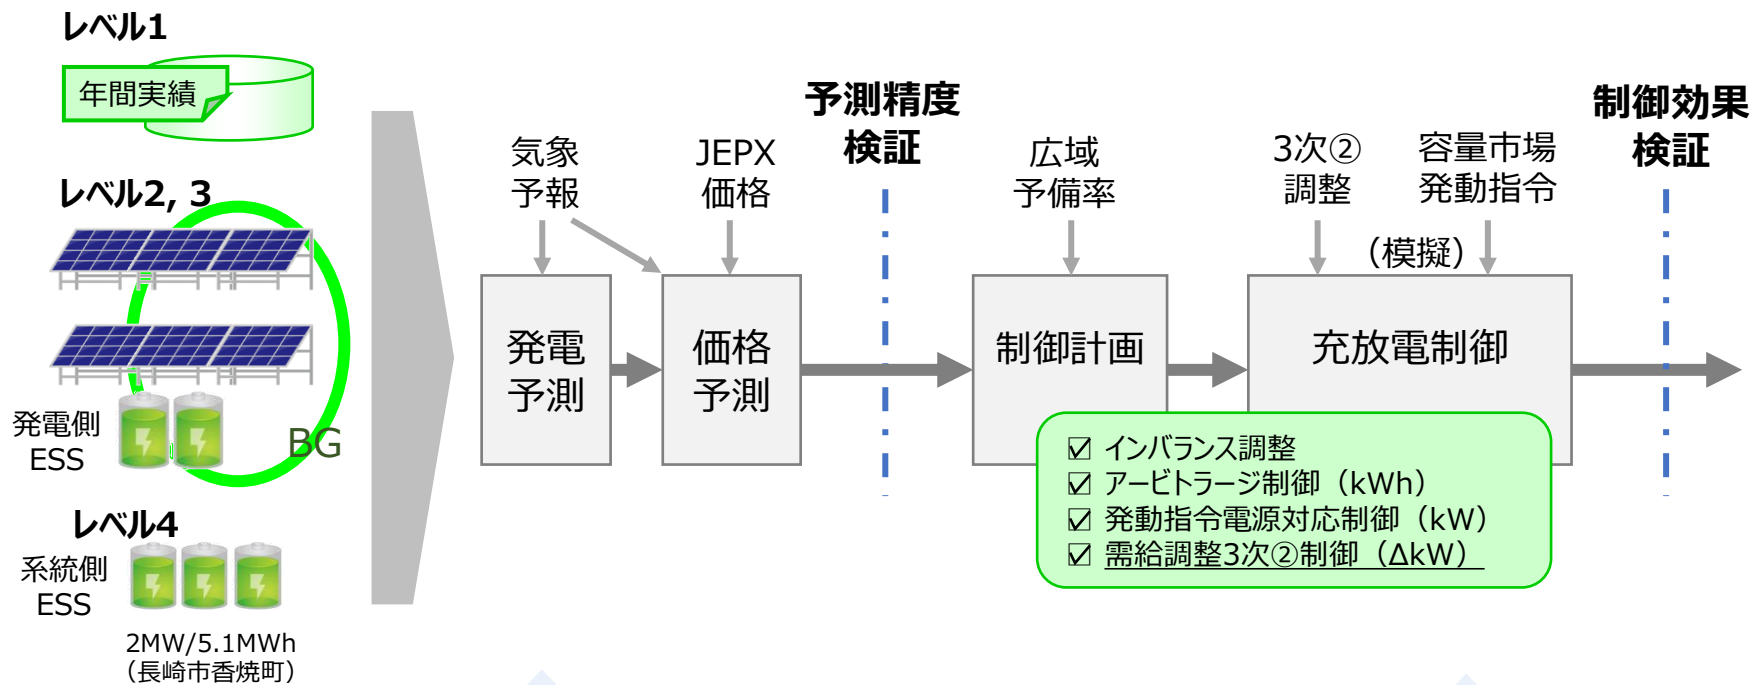 レベル1
年間実績
レベル2, 3
発電側
ESS
BG
レベル4
系統側
ESS
2MW/5.1MWh
（長崎市香焼町）
気象
予報
JEPX
価格
予測精度
検証
広域
予備率
3次②
調整
容量市場
発動指令
（模擬）
制御効果
検証
発電
予測
価格
予測
制御計画
充放電制御
☑ インバランス調整
☑ アービトラージ制御（kWh）
☑ 発動指令電源対応制御（kW）
☑ 需給調整3次②制御（ΔkW）